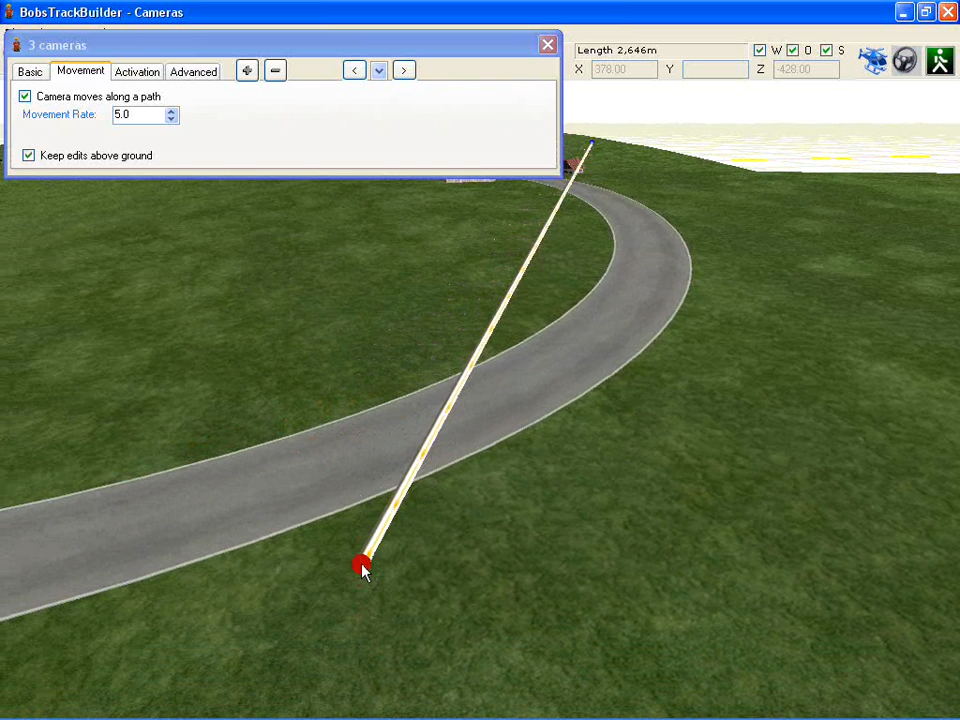 BobsTrackBuilder - Cameras
3 cameras
Length 2,646m
W O S
Basic Movement Activation Advanced
< >
X 378.00 Y Z -428.00
Camera moves along a path
Movement Rate: 5.0
Keep edits above ground